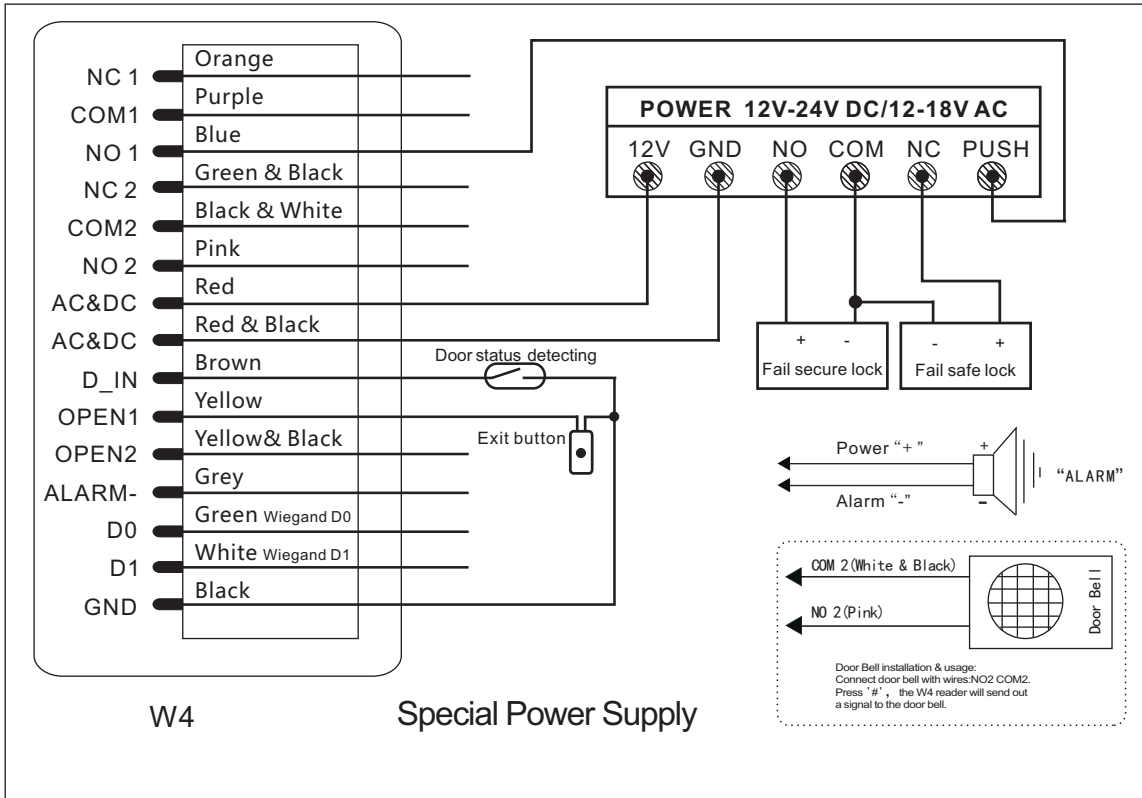 NC 1 Orange
COM1 Purple
NO 1 Blue
NC 2 Green & Black
COM2 Black & White
NO 2 Pink
AC&DC Red
AC&DC Red & Black
D_IN Brown
OPEN1 Yellow
OPEN2 Yellow& Black
ALARM- Grey
D0 Green Wiegand D0
D1 White Wiegand D1
GND Black
W4
Door status detecting
Exit button
POWER 12V-24V DC/12-18V AC
12V GND NO COM NC PUSH
+ - - +
Fail secure lock Fail safe lock
Power “+ ”
Alarm “-”
+
-
“ALARM”
COM 2(White & Black)
NO 2(Pink)
Door Bell
Door Bell installation & usage:
Connect door bell with wires:NO2 COM2.
Press '#', the W4 reader will send out
a signal to the door bell.
Special Power Supply